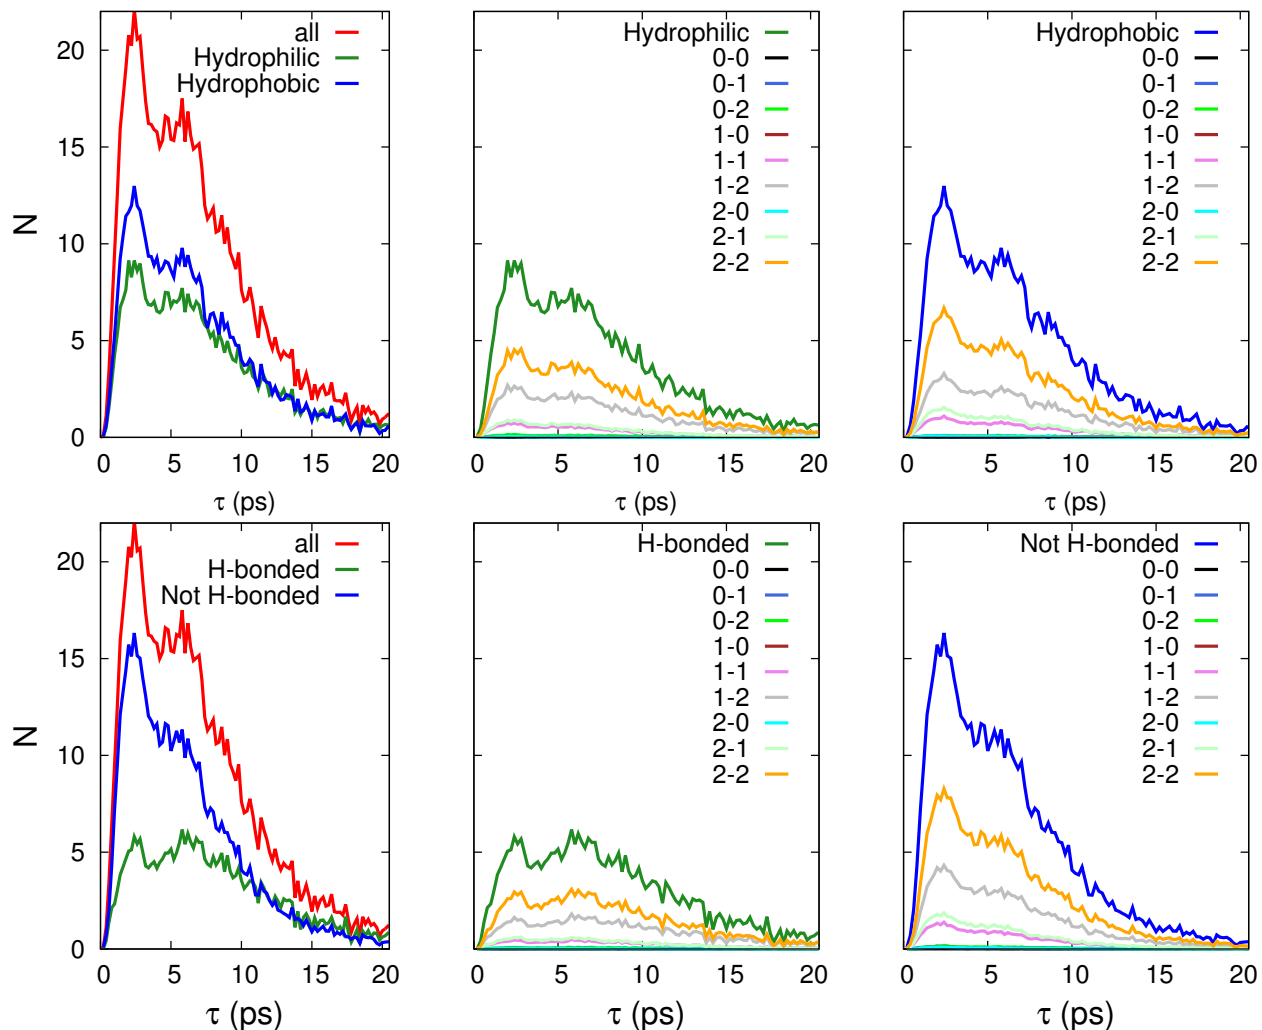 all
Hydrophilic
Hydrophobic
N
20
15
10
5
0
0 5 10 15 20
τ (ps)
Hydrophilic
0-0
0-1
0-2
1-0
1-1
1-2
2-0
2-1
2-2
0 5 10 15 20
τ (ps)
Hydrophobic
0-0
0-1
0-2
1-0
1-1
1-2
2-0
2-1
2-2
0 5 10 15 20
τ (ps)
all
H-bonded
Not H-bonded
N
20
15
10
5
0
0 5 10 15 20
τ (ps)
H-bonded
0-0
0-1
0-2
1-0
1-1
1-2
2-0
2-1
2-2
0 5 10 15 20
τ (ps)
Not H-bonded
0-0
0-1
0-2
1-0
1-1
1-2
2-0
2-1
2-2
0 5 10 15 20
τ (ps)